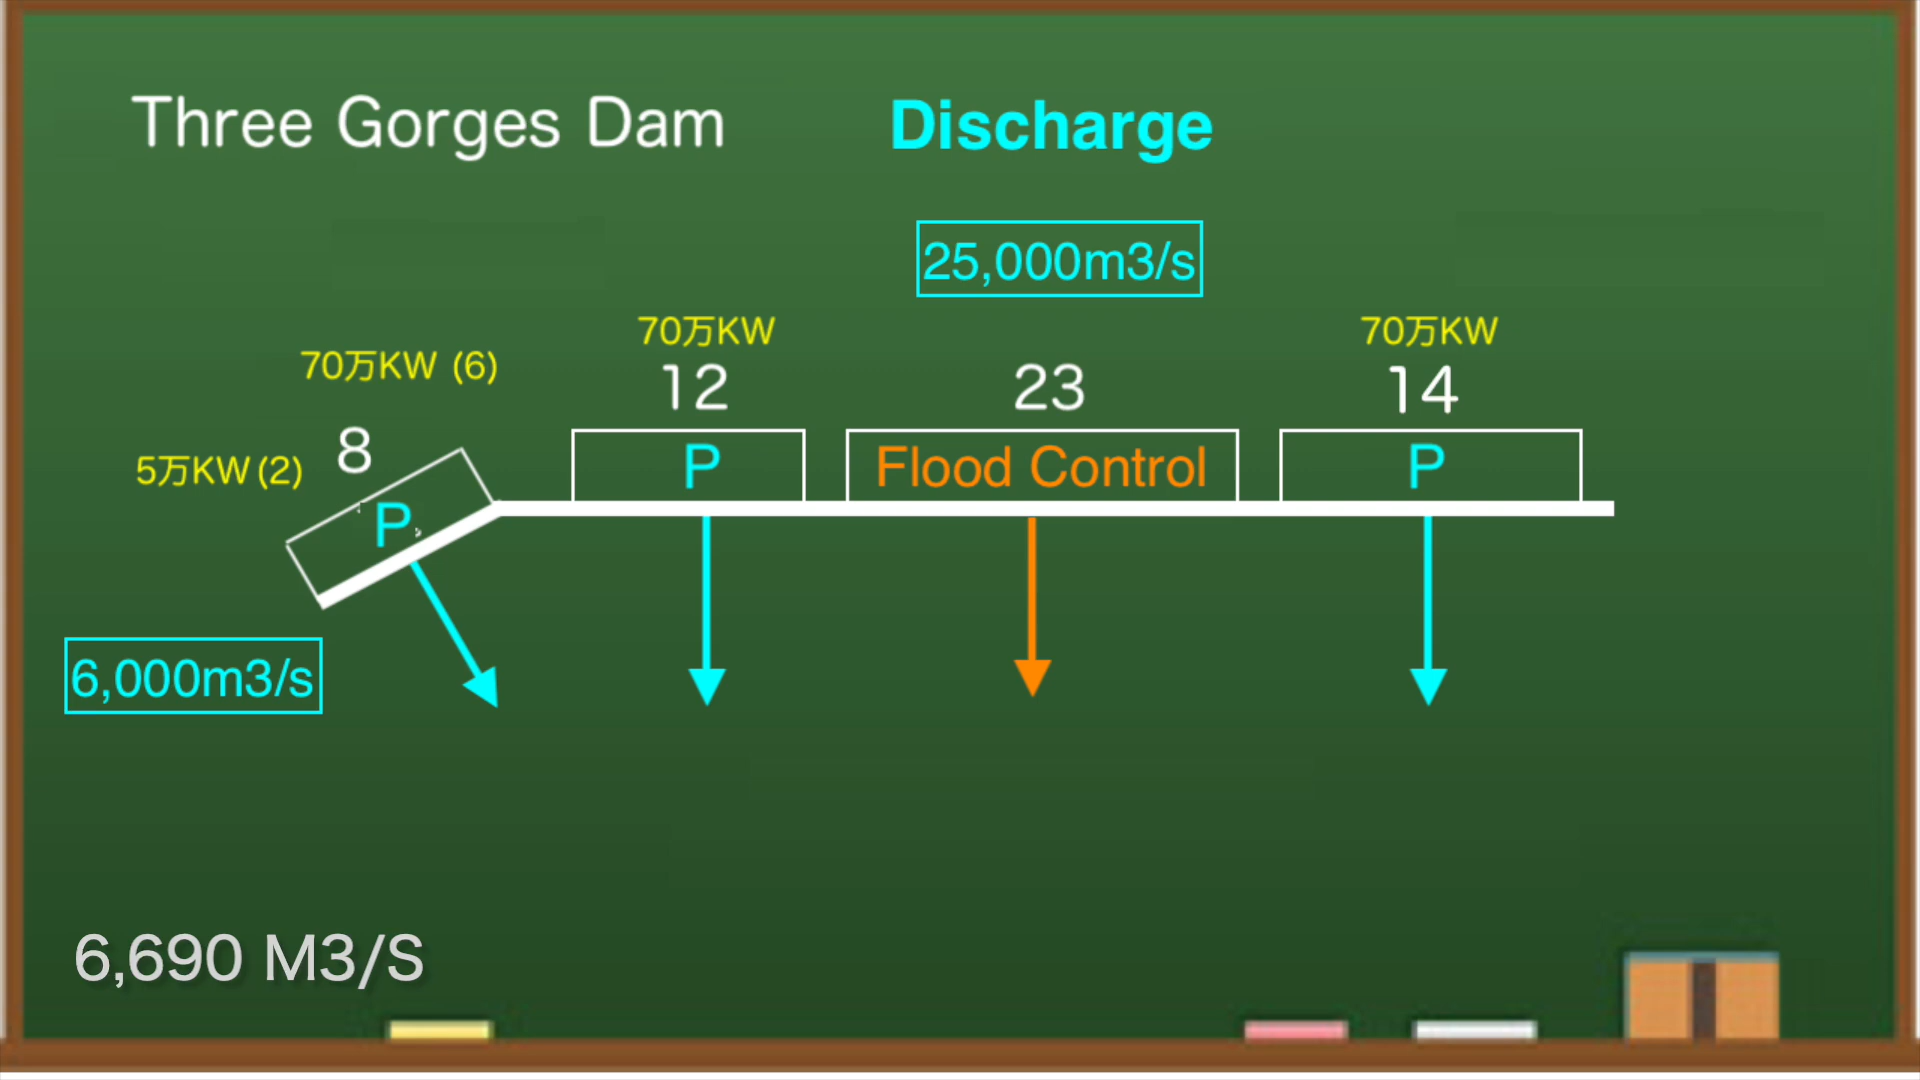 Three Gorges Dam
Discharge
25,000m3/s
70万KW
70万KW
70万KW (6)
12
23
14
8
5万KW(2)
P
Flood Control
P
P
6,000m3/s
6,690 M3/S